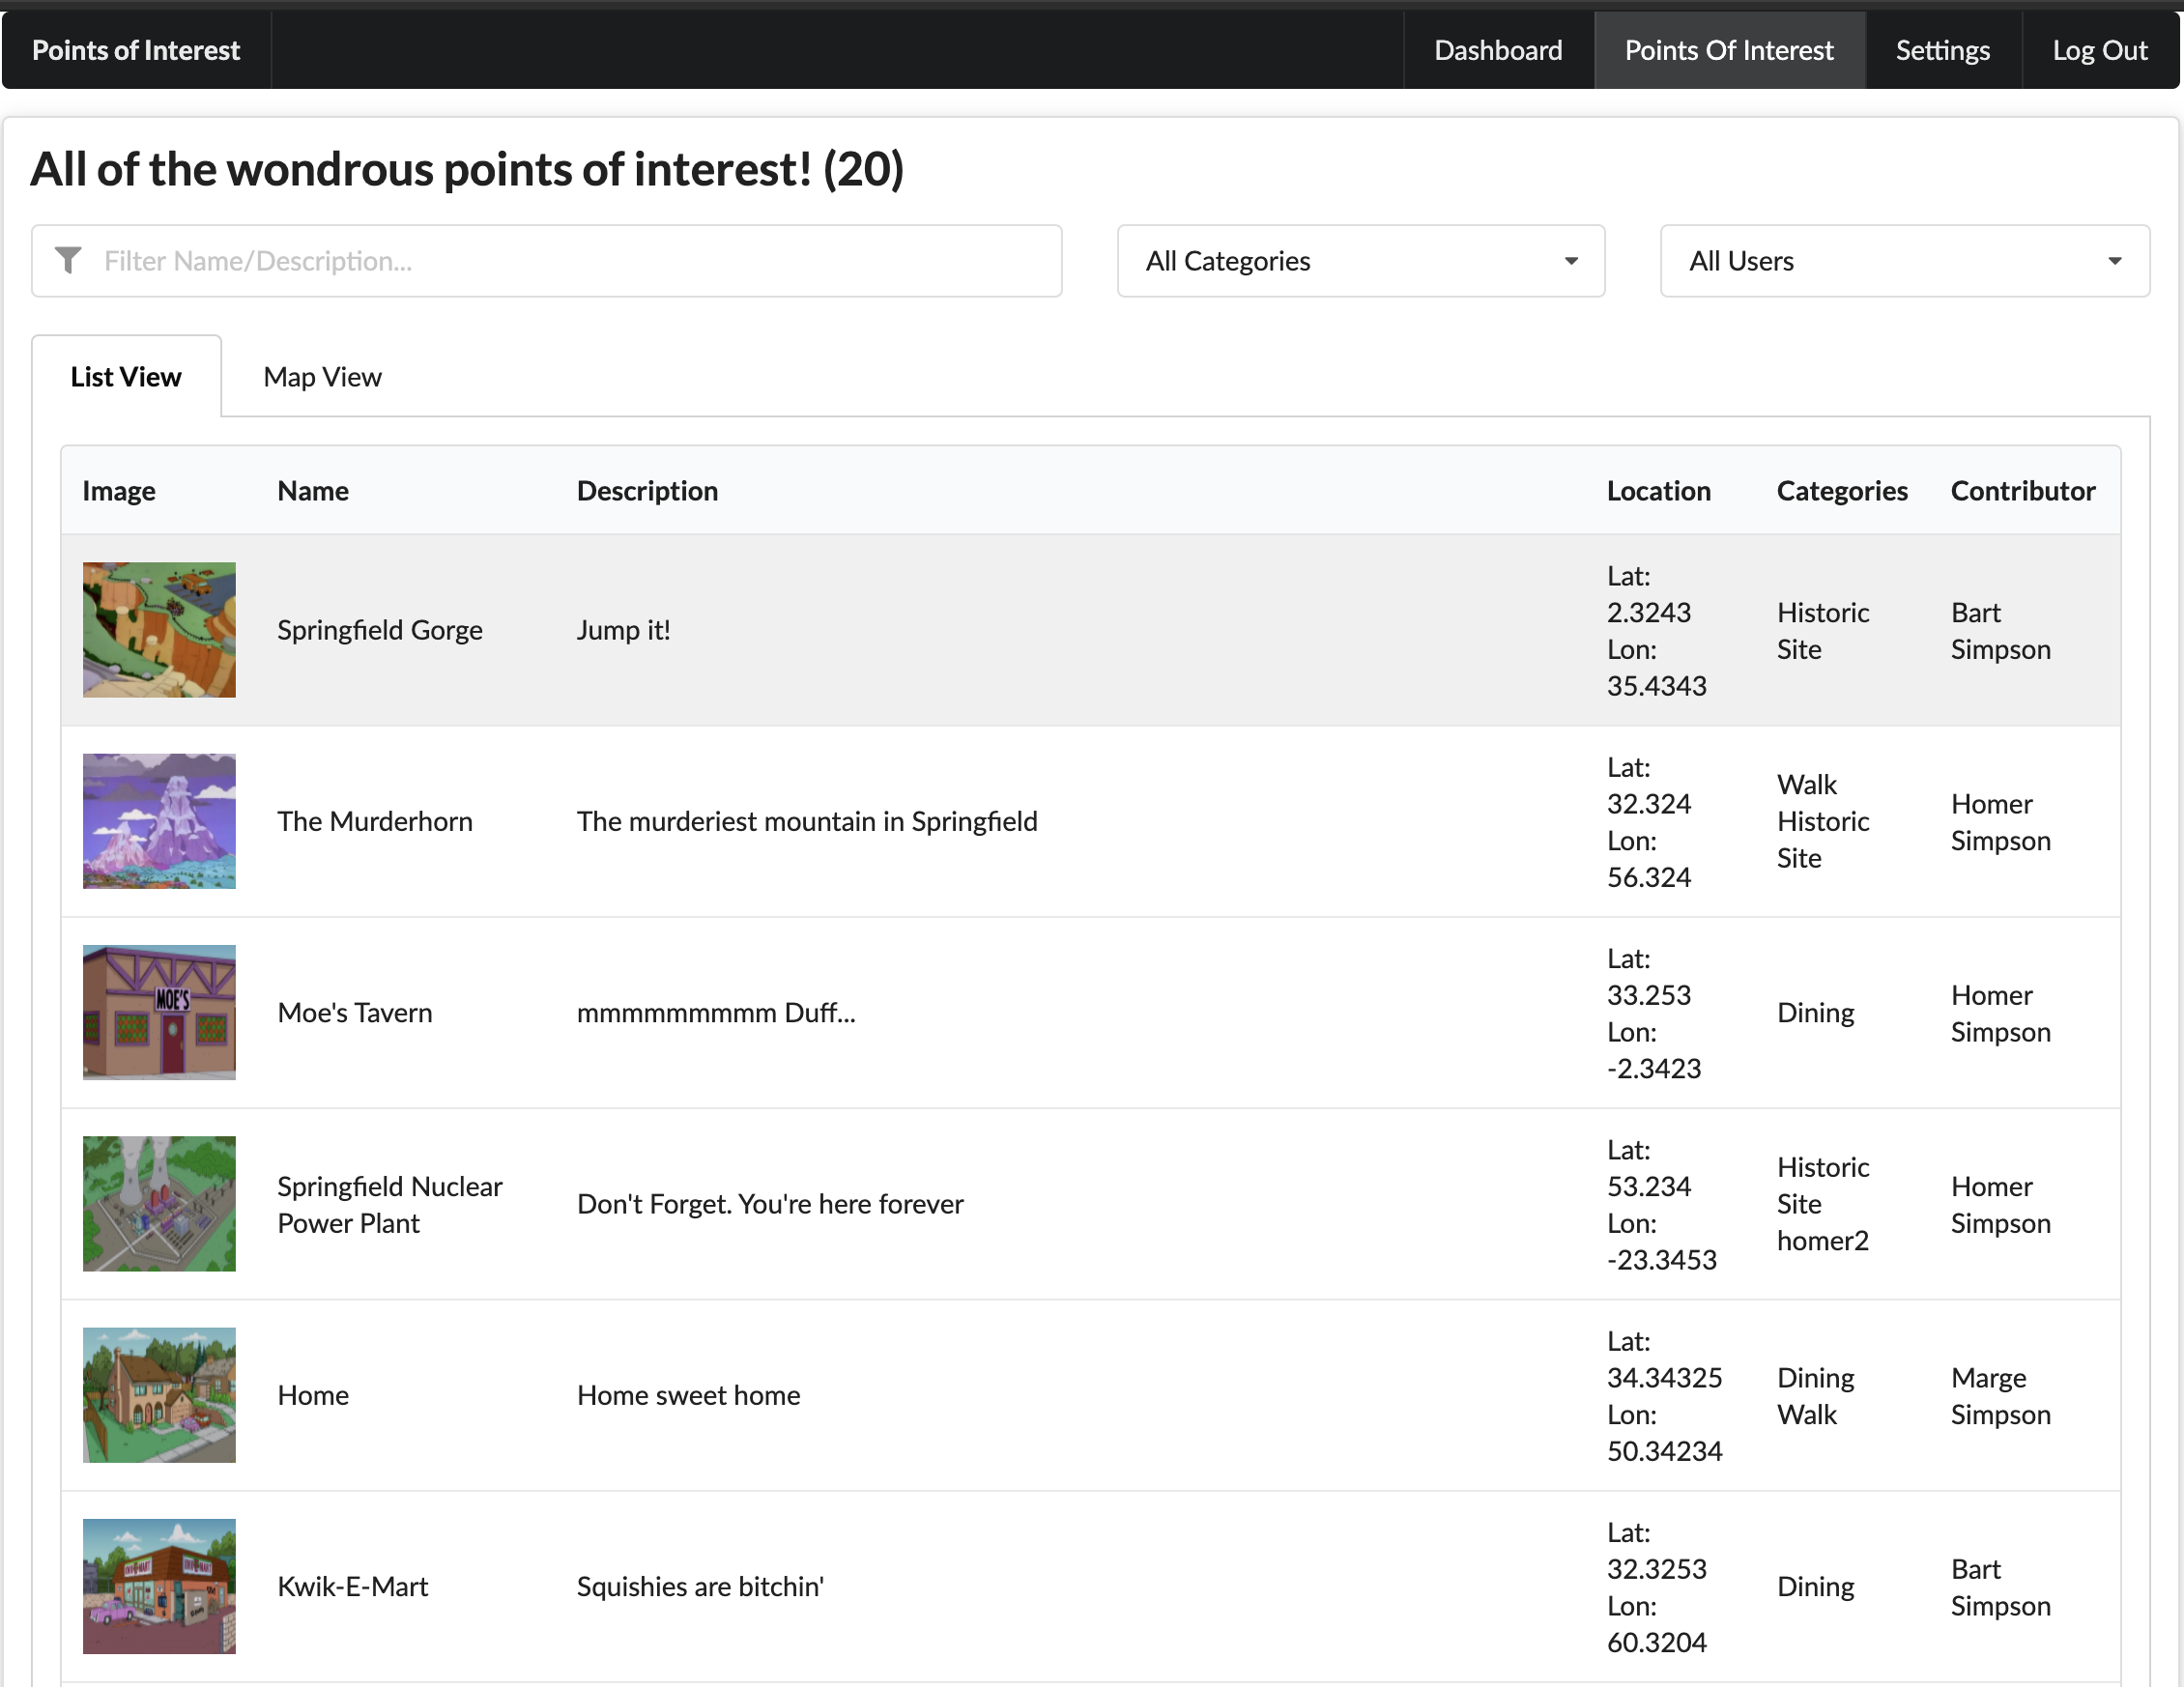 Points of Interest
Dashboard
Points Of Interest
Settings
Log Out
All of the wondrous points of interest! (20)
Filter Name/Description...
All Categories
All Users
List View
Map View
Image
Name
Description
Location
Categories
Contributor
Springfield Gorge
Jump it!
Lat:
2.3243
Lon:
35.4343
Historic
Site
Bart
Simpson
The Murderhorn
The murderiest mountain in Springfield
Lat:
32.324
Lon:
56.324
Walk
Historic
Site
Homer
Simpson
MOE'S
Moe's Tavern
mmmmmmmmm Duff...
Lat:
33.253
Lon:
-2.3423
Dining
Homer
Simpson
Springfield Nuclear
Power Plant
Don't Forget. You're here forever
Lat:
53.234
Lon:
-23.3453
Historic
Site
homer2
Homer
Simpson
Home
Home sweet home
Lat:
34.34325
Lon:
50.34234
Dining
Walk
Marge
Simpson
Kwik-E-Mart
Squishies are bitchin'
Lat:
32.3253
Lon:
60.3204
Dining
Bart
Simpson